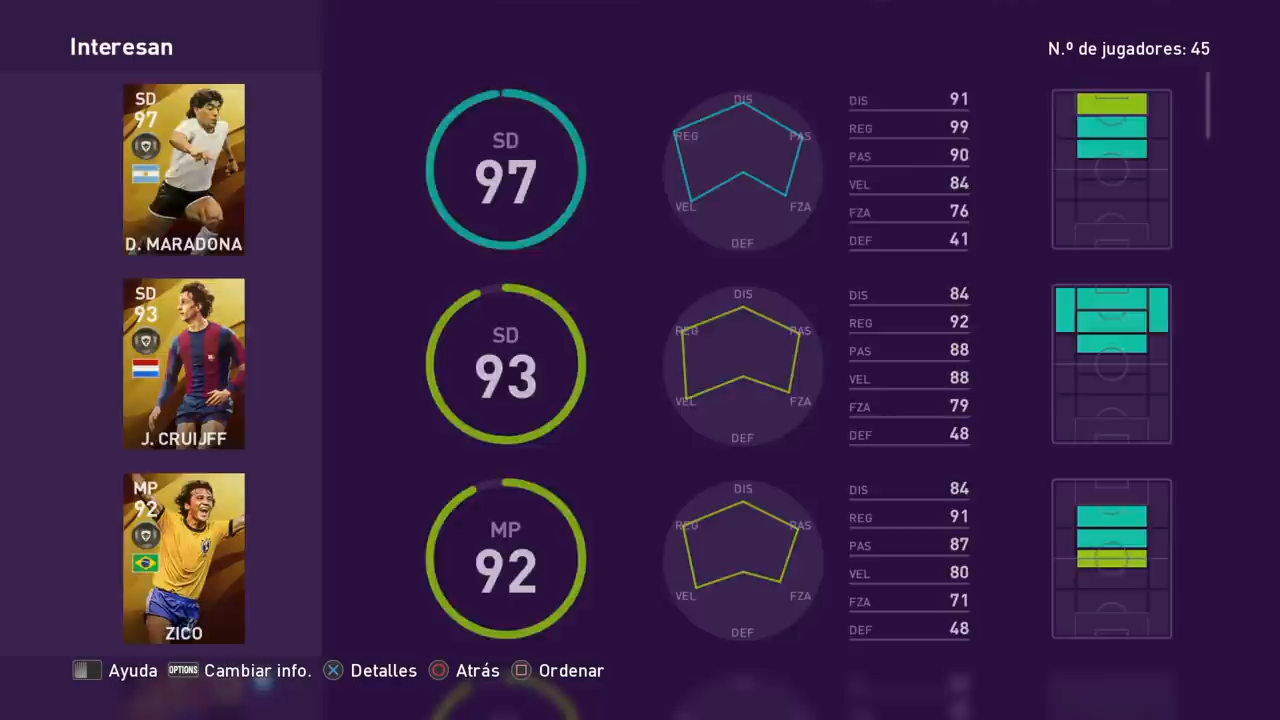 Interesan
N.º de jugadores: 45
SD
97
D. MARADONA
SD
97
DIS
REG
PAS
VEL
FZA
DEF
DIS 91
REG 99
PAS 90
VEL 84
FZA 76
DEF 41
SD
93
J. CRUIJFF
SD
93
DIS
REG
PAS
VEL
FZA
DEF
DIS 84
REG 92
PAS 88
VEL 88
FZA 79
DEF 48
MP
92
ZICO
MP
92
DIS
REG
PAS
VEL
FZA
DEF
DIS 84
REG 91
PAS 87
VEL 80
FZA 71
DEF 48
Ayuda OPTIONS Cambiar info. Detalles Atrás Ordenar